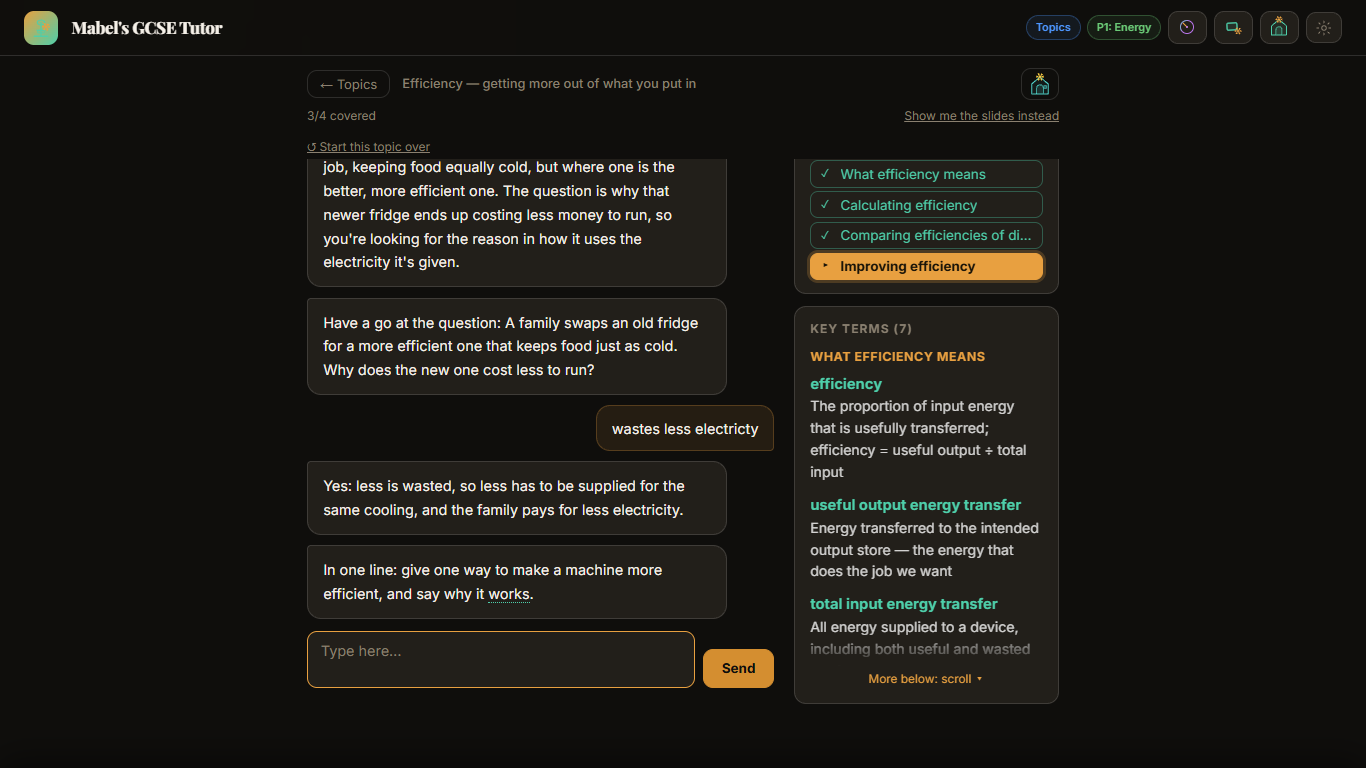 Mabel's GCSE Tutor
Topics
P1: Energy
← Topics
Efficiency — getting more out of what you put in
3/4 covered
Show me the slides instead
↺ Start this topic over
job, keeping food equally cold, but where one is the
better, more efficient one. The question is why that
newer fridge ends up costing less money to run, so
you're looking for the reason in how it uses the
electricity it's given.
Have a go at the question: A family swaps an old fridge
for a more efficient one that keeps food just as cold.
Why does the new one cost less to run?
wastes less electricty
Yes: less is wasted, so less has to be supplied for the
same cooling, and the family pays for less electricity.
In one line: give one way to make a machine more
efficient, and say why it works.
Type here...
Send
✓ What efficiency means
✓ Calculating efficiency
✓ Comparing efficiencies of di...
Improving efficiency
KEY TERMS (7)
WHAT EFFICIENCY MEANS
efficiency
The proportion of input energy
that is usefully transferred;
efficiency = useful output ÷ total
input
useful output energy transfer
Energy transferred to the intended
output store — the energy that
does the job we want
total input energy transfer
All energy supplied to a device,
including both useful and wasted
More below: scroll